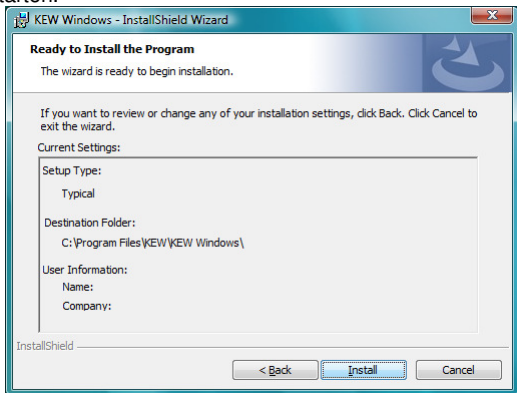 KEW Windows - InstallShield Wizard
Ready to Install the Program
The wizard is ready to begin installation.
If you want to review or change any of your installation settings, click Back. Click Cancel to
exit the wizard.
Current Settings:
Setup Type:
Typical
Destination Folder:
C:\Program Files\KEW\KEW Windows\
User Information:
Name:
Company:
InstallShield
< Back
Install
Cancel